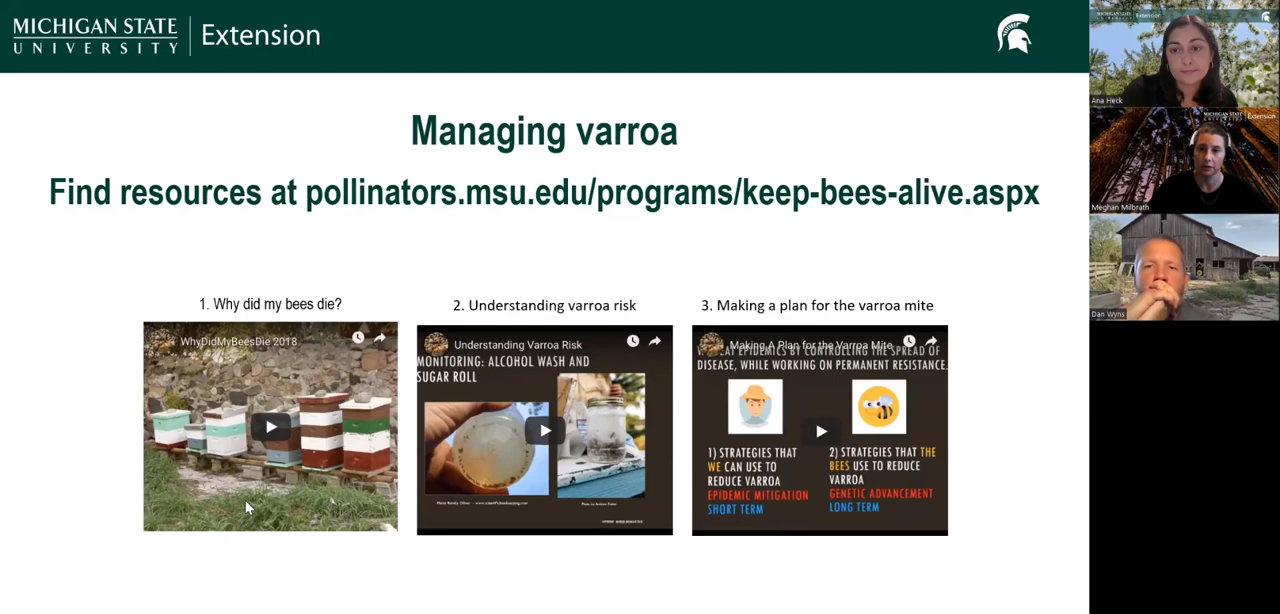 MICHIGAN STATE
UNIVERSITY
Extension
Managing varroa
Find resources at pollinators.msu.edu/programs/keep-bees-alive.aspx
1. Why did my bees die?
WhyDidMyBeesDie 2018
2. Understanding varroa risk
Understanding Varroa Risk
MONITORING: ALCOHOL WASH AND
SUGAR ROLL
3. Making a plan for the varroa mite
Making A Plan for the Varroa Mite
EPIDEMICS BY CONTROLLING THE SPREAD OF
DISEASE, WHILE WORKING ON PERMANENT RESISTANCE.
1) STRATEGIES THAT
WE CAN USE TO
REDUCE VARROA
EPIDEMIC MITIGATION
SHORT TERM
2) STRATEGIES THAT THE
BEES USE TO REDUCE
VARROA
GENETIC ADVANCEMENT
LONG TERM
Extension
Ana Heck
MICHIGAN STATE
UNIVERSITY
Extension
Meghan Milbrath
Dan Wyns